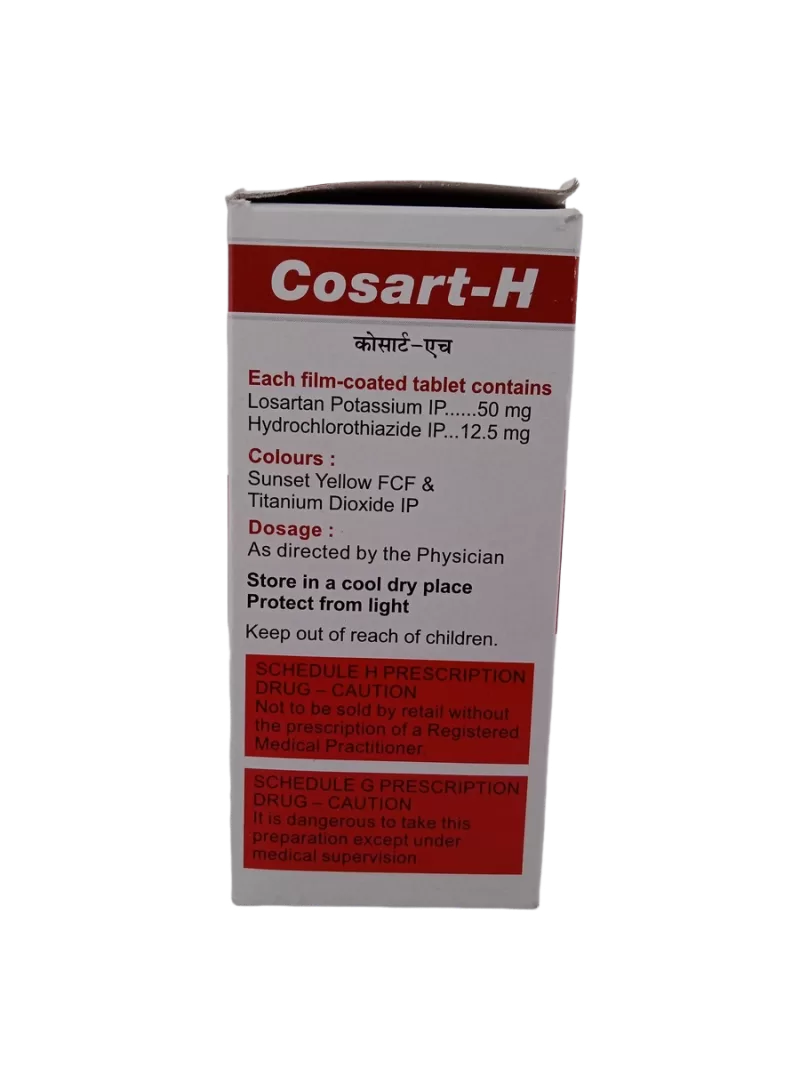 Cosart-H
कोसार्ट-एच
Each film-coated tablet contains
Losartan Potassium IP......50 mg
Hydrochlorothiazide IP...12.5 mg
Colours :
Sunset Yellow FCF &
Titanium Dioxide IP
Dosage :
As directed by the Physician
Store in a cool dry place
Protect from light
Keep out of reach of children.
SCHEDULE H PRESCRIPTION
DRUG – CAUTION
Not to be sold by retail without
the prescription of a Registered
Medical Practitioner.
SCHEDULE G PRESCRIPTION
DRUG – CAUTION
It is dangerous to take this
preparation except under
medical supervision